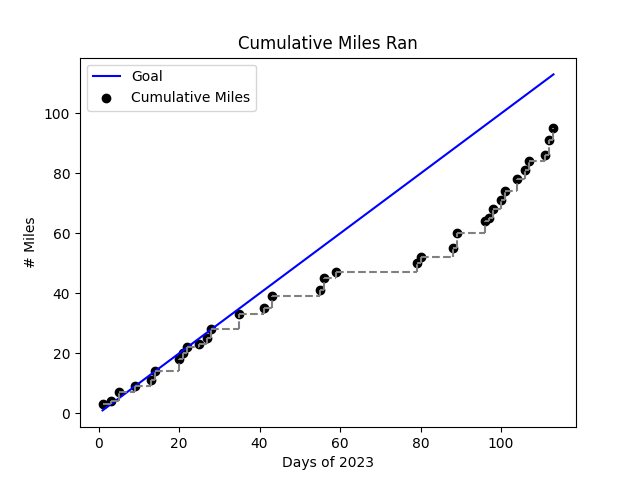 Cumulative Miles Ran
Goal
Cumulative Miles
# Miles
100
80
60
40
20
0
0 20 40 60 80 100
Days of 2023